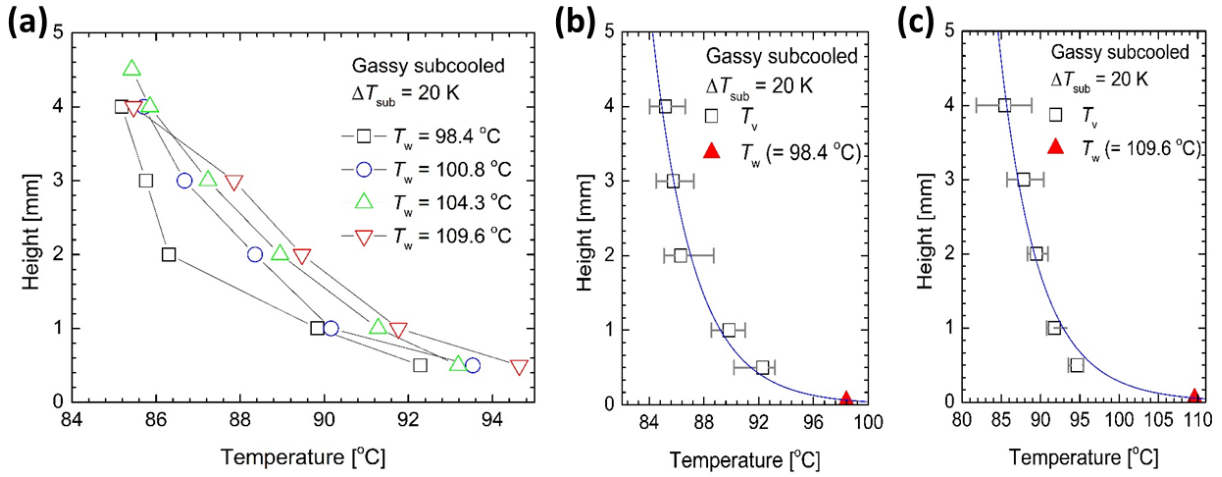 (a)
Height [mm]
5
4
3
2
1
0
84
86
88
90
92
94
Temperature [°C]
Gassy subcooled
ΔTsub = 20 K
Tw = 98.4 °C
Tw = 100.8 °C
Tw = 104.3 °C
Tw = 109.6 °C
(b)
Height [mm]
5
4
3
2
1
0
84
88
92
96
100
Temperature [°C]
Gassy subcooled
ΔTsub = 20 K
Tv
Tw (= 98.4 °C)
(c)
Height [mm]
5
4
3
2
1
0
80
85
90
95
100
105
110
Temperature [°C]
Gassy subcooled
ΔTsub = 20 K
Tv
Tw (= 109.6 °C)